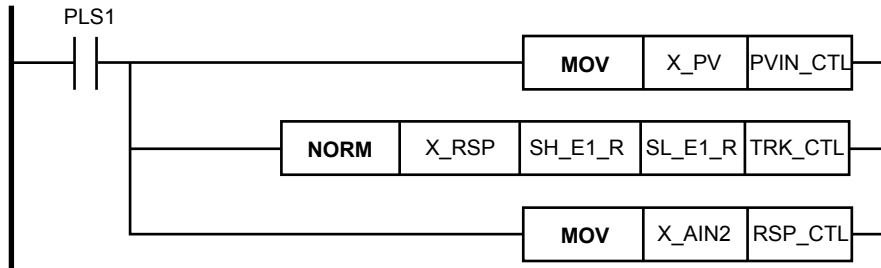 PLS1
MOV X_PV PVIN_CTL
NORM X_RSP SH_E1_R SL_E1_R TRK_CTL
MOV X_AIN2 RSP_CTL